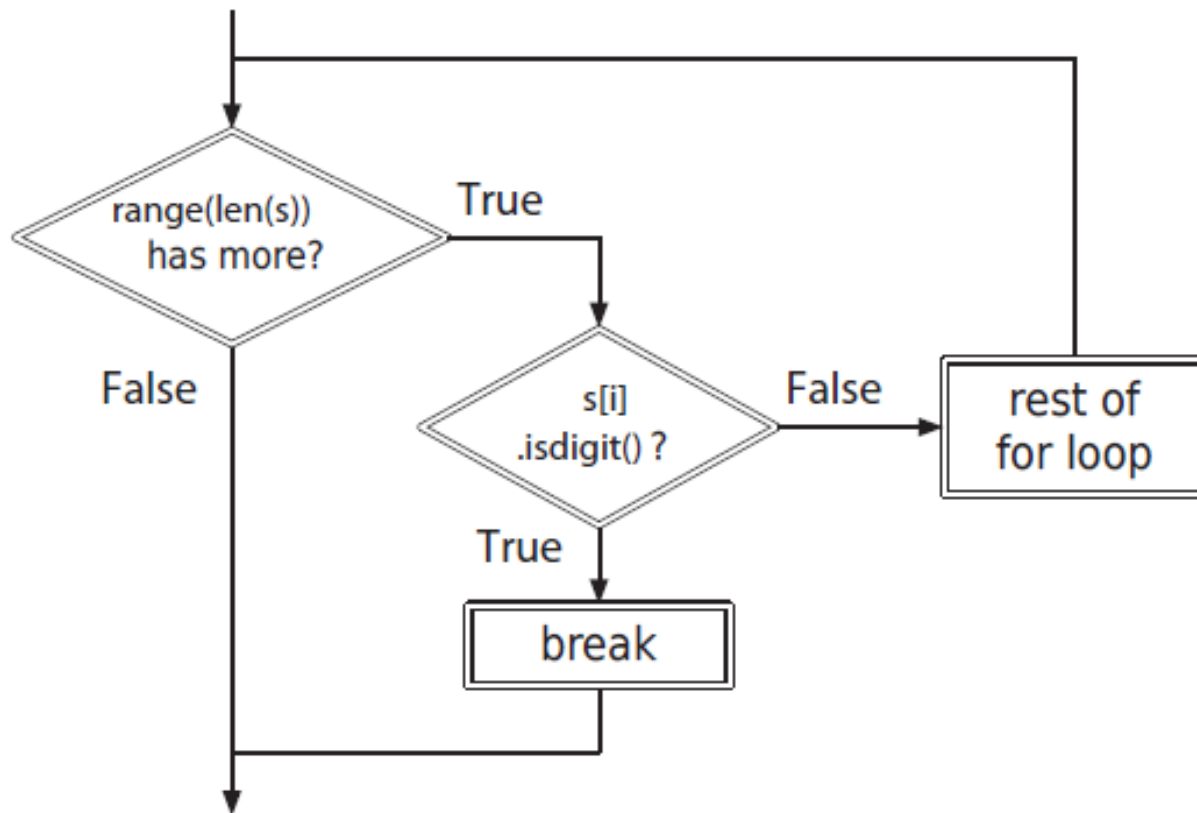 range(len(s))
has more?
True
False
s[i]
.isdigit() ?
False
rest of
for loop
True
break